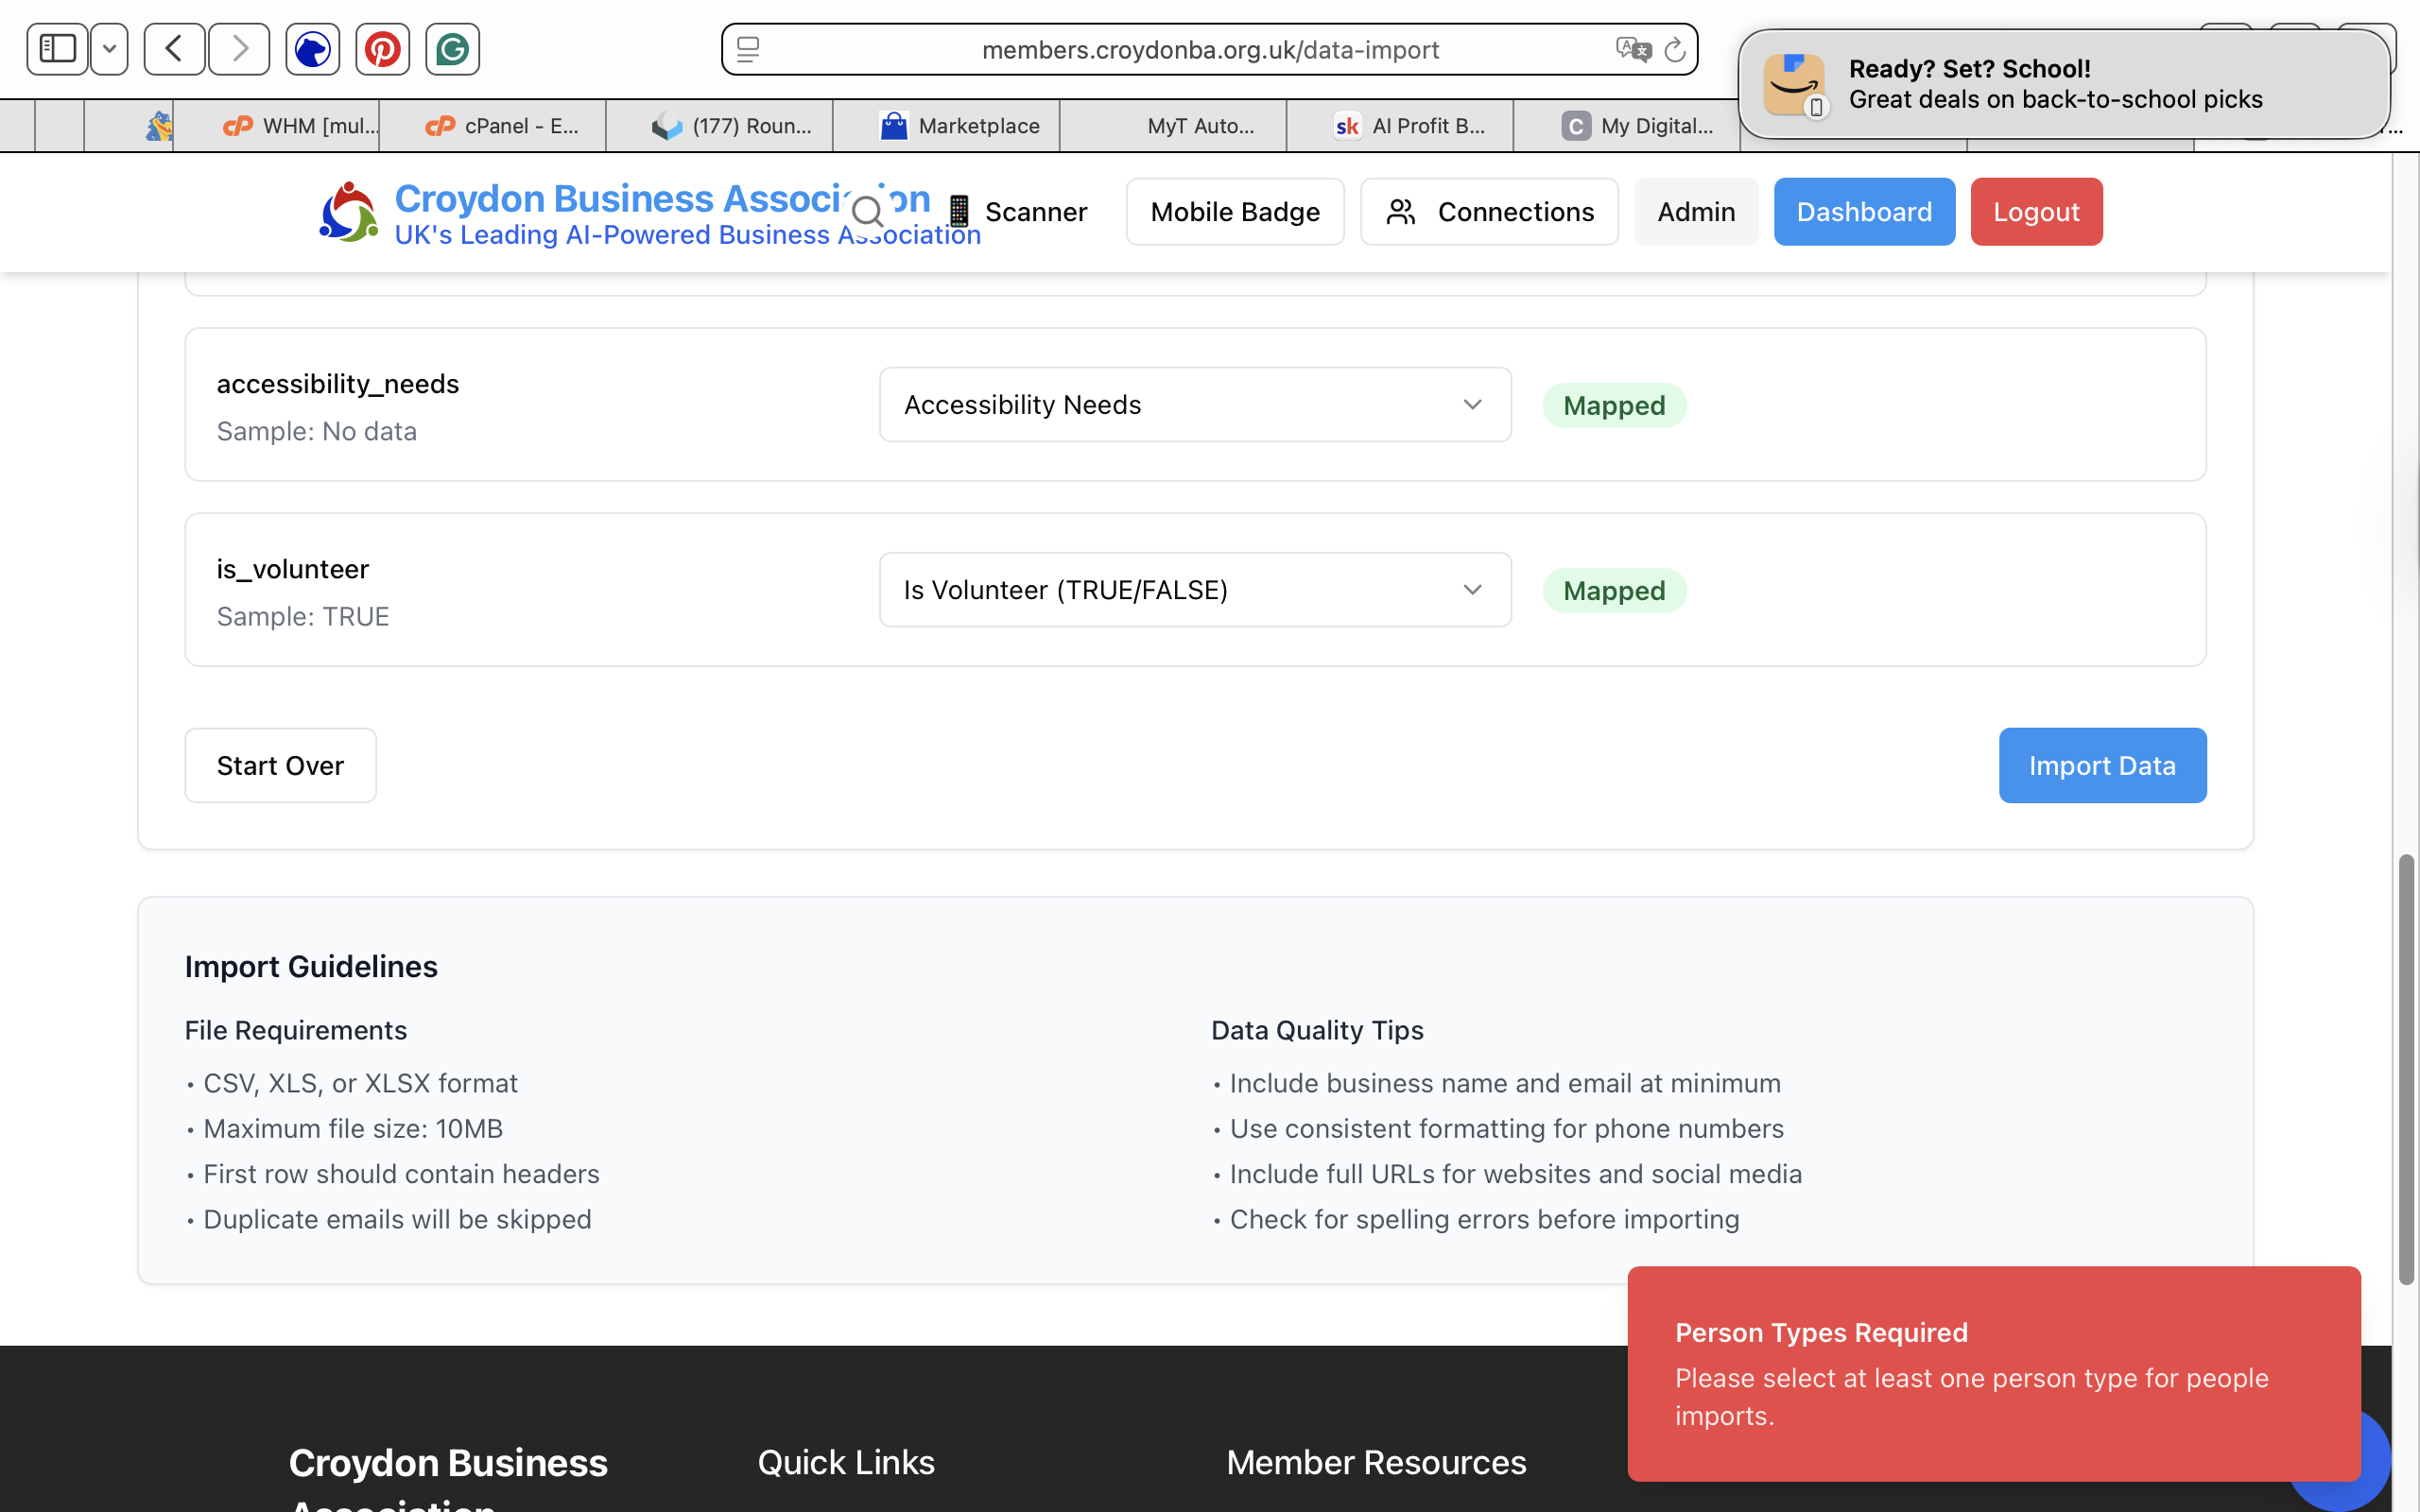 members.croydonba.org.uk/data-import
Ready? Set? School!
Great deals on back-to-school picks
WHM [mul...
cPanel - E...
(177) Roun...
Marketplace
MyT Auto...
sk AI Profit B...
C My Digital...
Croydon Business Association
UK's Leading AI-Powered Business Association
Scanner
Mobile Badge
Connections
Admin
Dashboard
Logout
accessibility_needs
Sample: No data
Accessibility Needs
Mapped
is_volunteer
Sample: TRUE
Is Volunteer (TRUE/FALSE)
Mapped
Start Over
Import Data
Import Guidelines
File Requirements
• CSV, XLS, or XLSX format
• Maximum file size: 10MB
• First row should contain headers
• Duplicate emails will be skipped
Data Quality Tips
• Include business name and email at minimum
• Use consistent formatting for phone numbers
• Include full URLs for websites and social media
• Check for spelling errors before importing
Person Types Required
Please select at least one person type for people
imports.
Croydon Business
Association
Quick Links
Member Resources